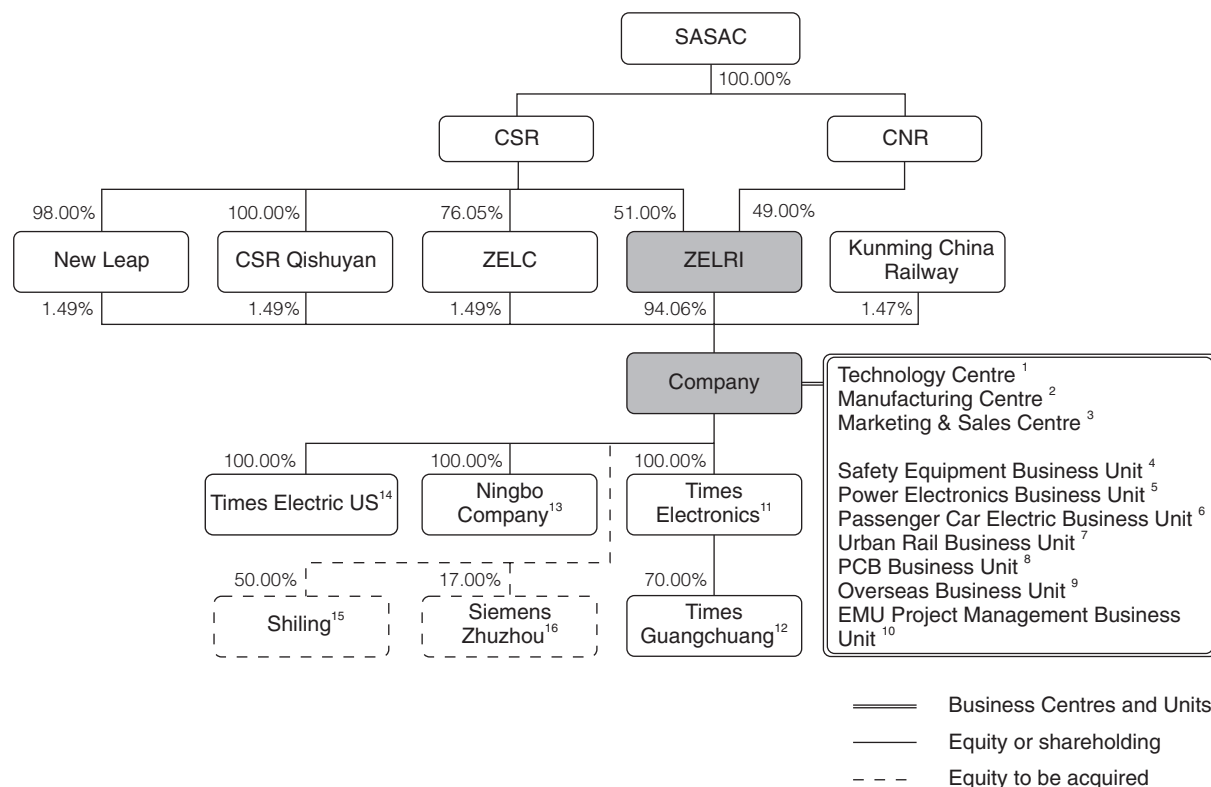 SASAC
100.00%
CSR
CNR
98.00%
100.00%
76.05%
51.00%
49.00%
New Leap
CSR Qishuyan
ZELC
ZELRI
Kunming China
Railway
1.49%
1.49%
1.49%
94.06%
1.47%
Company
Technology Centre 1
Manufacturing Centre 2
Marketing & Sales Centre 3
Safety Equipment Business Unit 4
Power Electronics Business Unit 5
Passenger Car Electric Business Unit 6
Urban Rail Business Unit 7
PCB Business Unit 8
Overseas Business Unit 9
EMU Project Management Business
Unit 10
100.00%
100.00%
100.00%
Times Electric US14
Ningbo
Company13
Times
Electronics11
50.00%
17.00%
70.00%
Shiling15
Siemens
Zhuzhou16
Times
Guangchuang12
Business Centres and Units
Equity or shareholding
Equity to be acquired